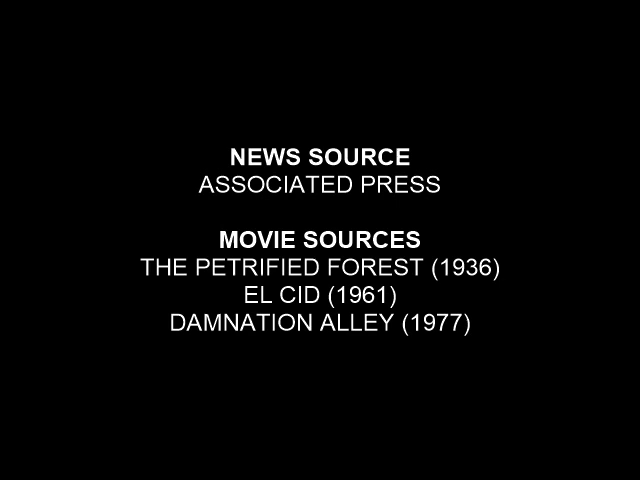 NEWS SOURCE
ASSOCIATED PRESS
MOVIE SOURCES
THE PETRIFIED FOREST (1936)
EL CID (1961)
DAMNATION ALLEY (1977)